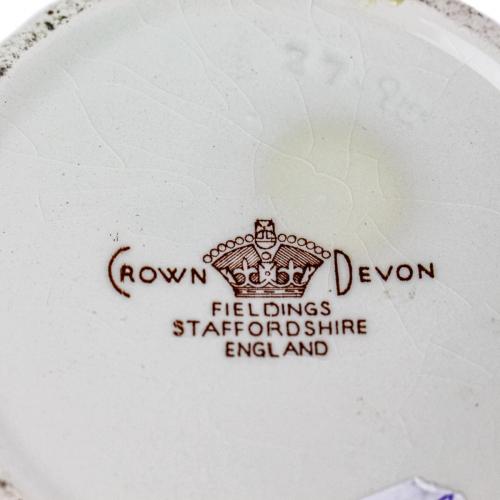 CROWN DEVON
FIELDINGS
STAFFORDSHIRE
ENGLAND